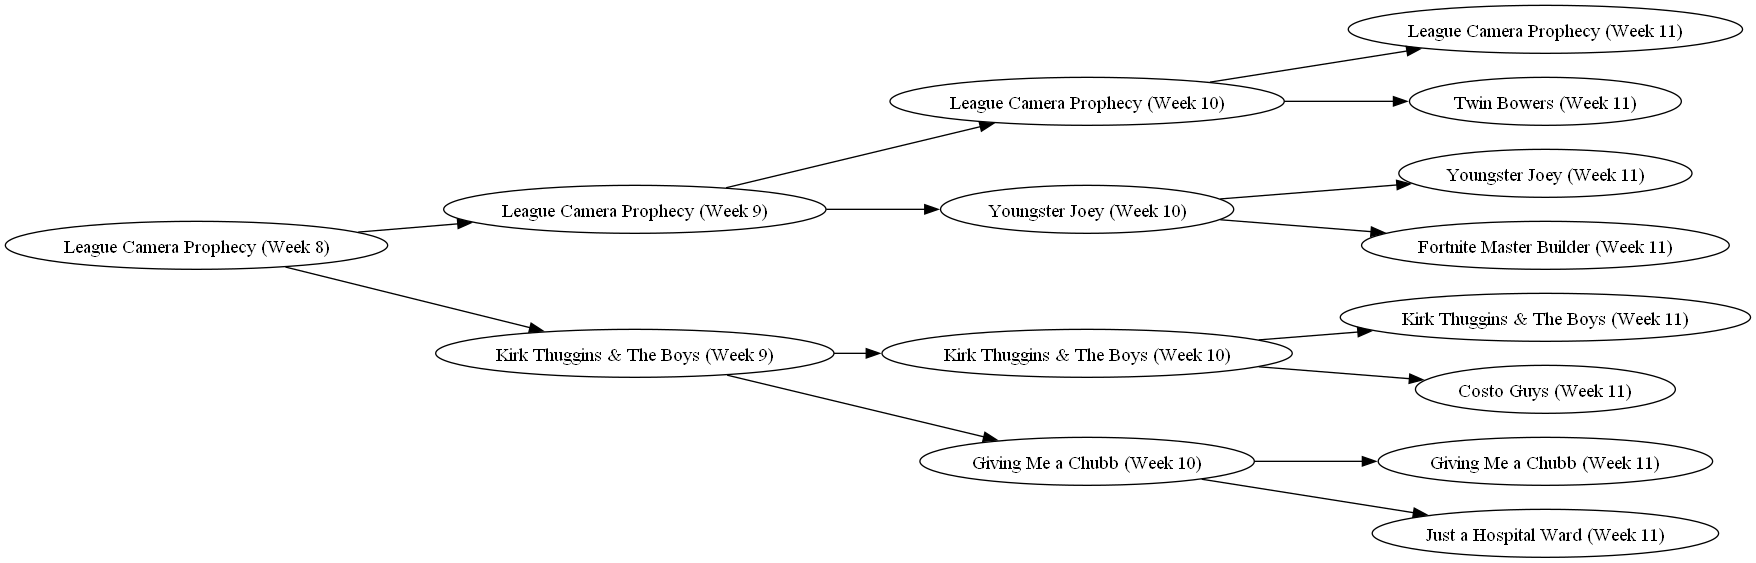 League Camera Prophecy (Week 8)
League Camera Prophecy (Week 9)
Kirk Thuggins & The Boys (Week 9)
League Camera Prophecy (Week 10)
Youngster Joey (Week 10)
Kirk Thuggins & The Boys (Week 10)
Giving Me a Chubb (Week 10)
League Camera Prophecy (Week 11)
Twin Bowers (Week 11)
Youngster Joey (Week 11)
Fortnite Master Builder (Week 11)
Kirk Thuggins & The Boys (Week 11)
Costo Guys (Week 11)
Giving Me a Chubb (Week 11)
Just a Hospital Ward (Week 11)